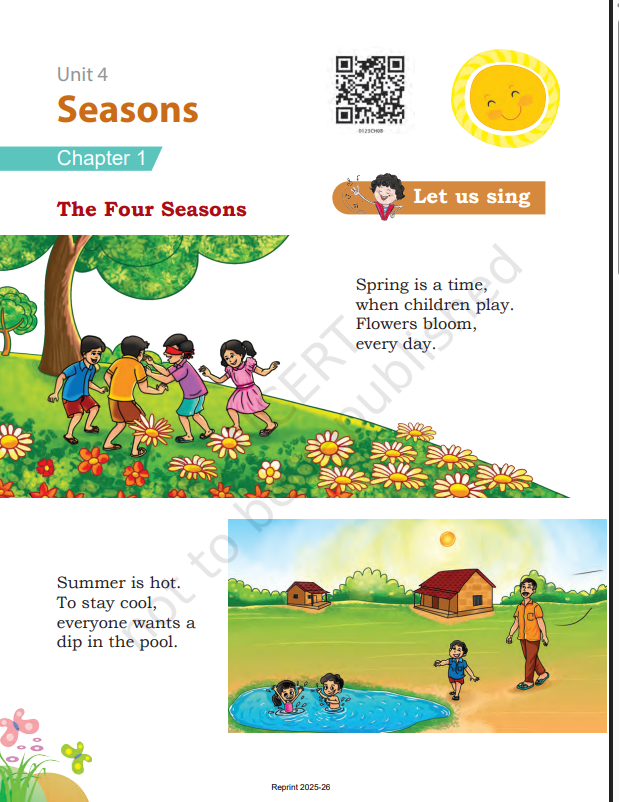 Unit 4
Seasons
0123CH08
Chapter 1
The Four Seasons
Let us sing
Spring is a time,
when children play.
Flowers bloom,
every day.
Summer is hot.
To stay cool,
everyone wants a
dip in the pool.
not to be published
Reprint 2025-26